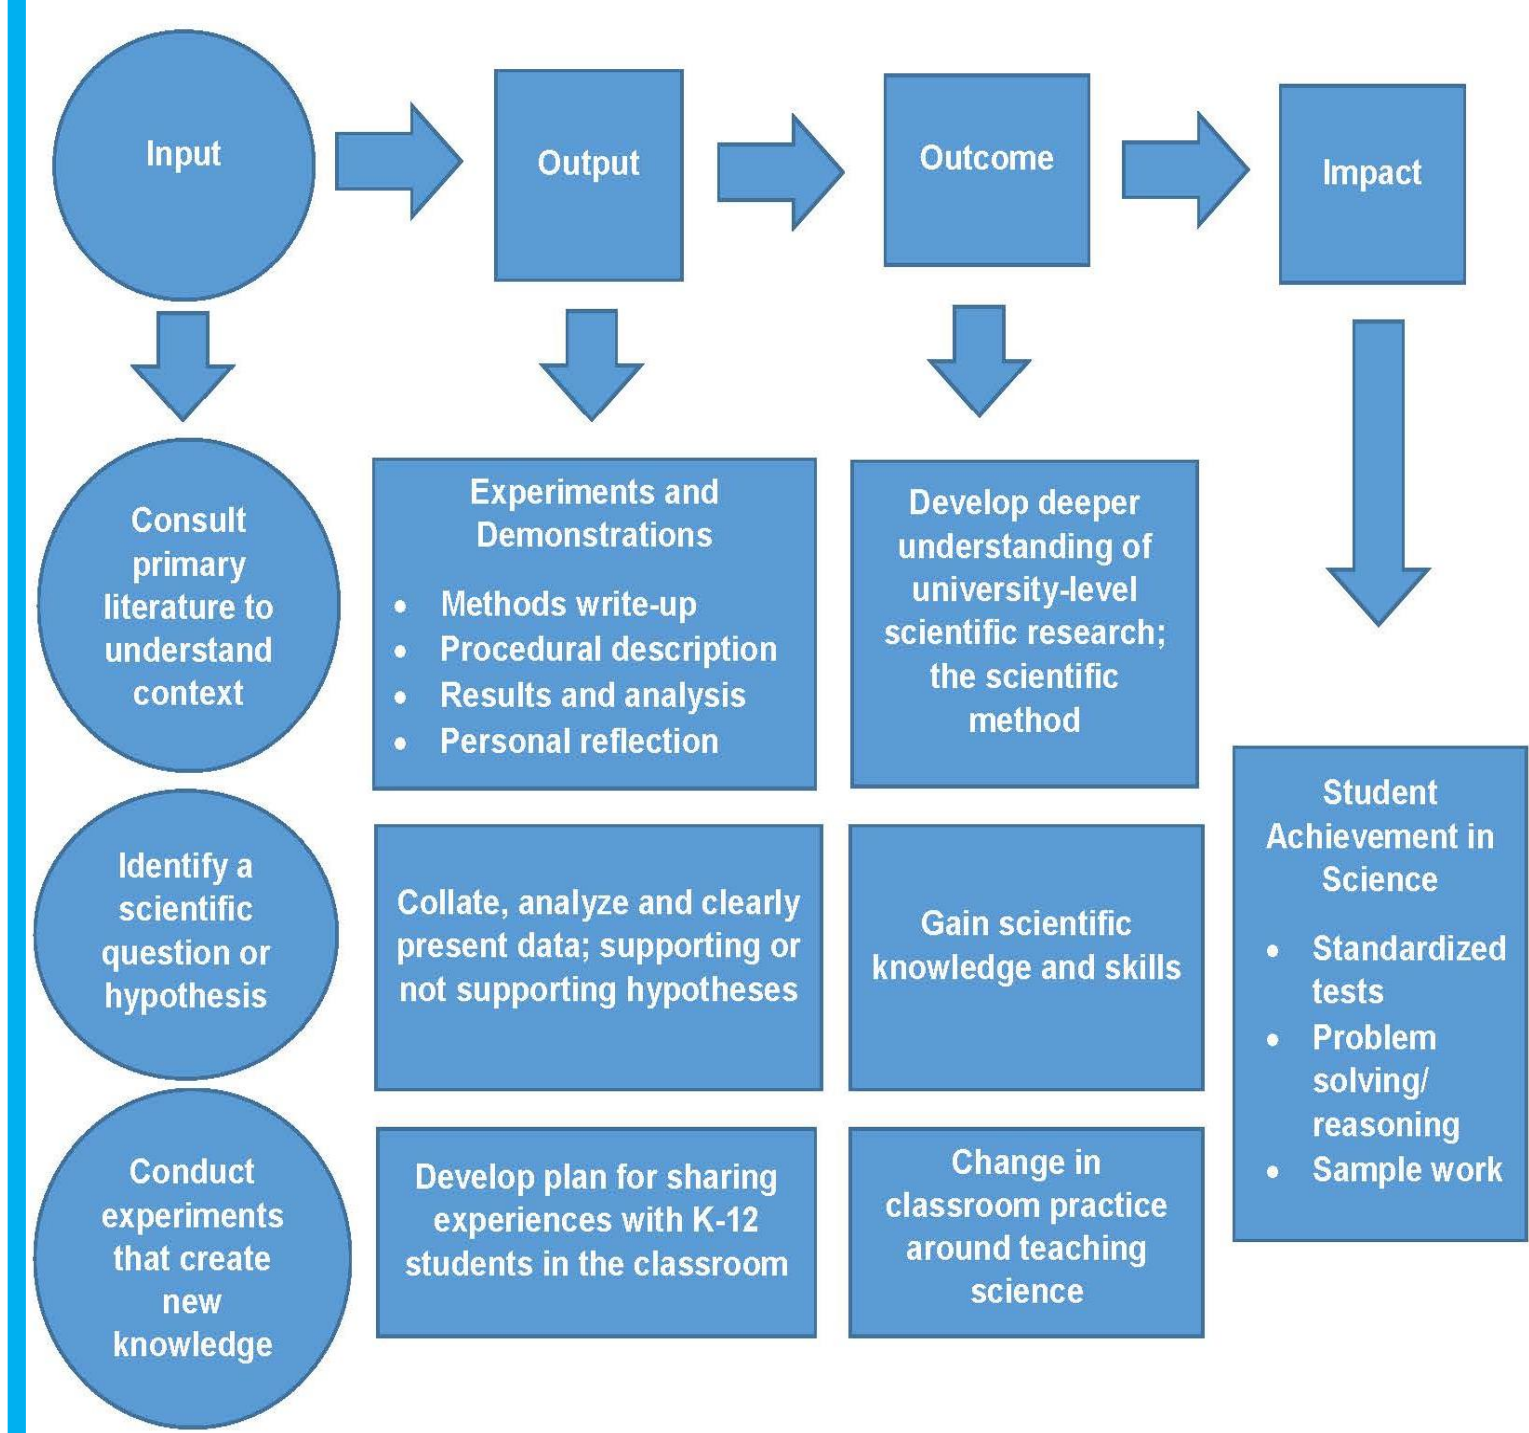 Input
Output
Outcome
Impact
Consult
primary
literature to
understand
context
Identify a
scientific
question or
hypothesis
Conduct
experiments
that create
new
knowledge
Experiments and
Demonstrations
• Methods write-up
• Procedural description
• Results and analysis
• Personal reflection
Collate, analyze and clearly
present data; supporting or
not supporting hypotheses
Develop plan for sharing
experiences with K-12
students in the classroom
Develop deeper
understanding of
university-level
scientific research;
the scientific
method
Gain scientific
knowledge and skills
Change in
classroom practice
around teaching
science
Student
Achievement in
Science
• Standardized
tests
• Problem
solving/
reasoning
• Sample work